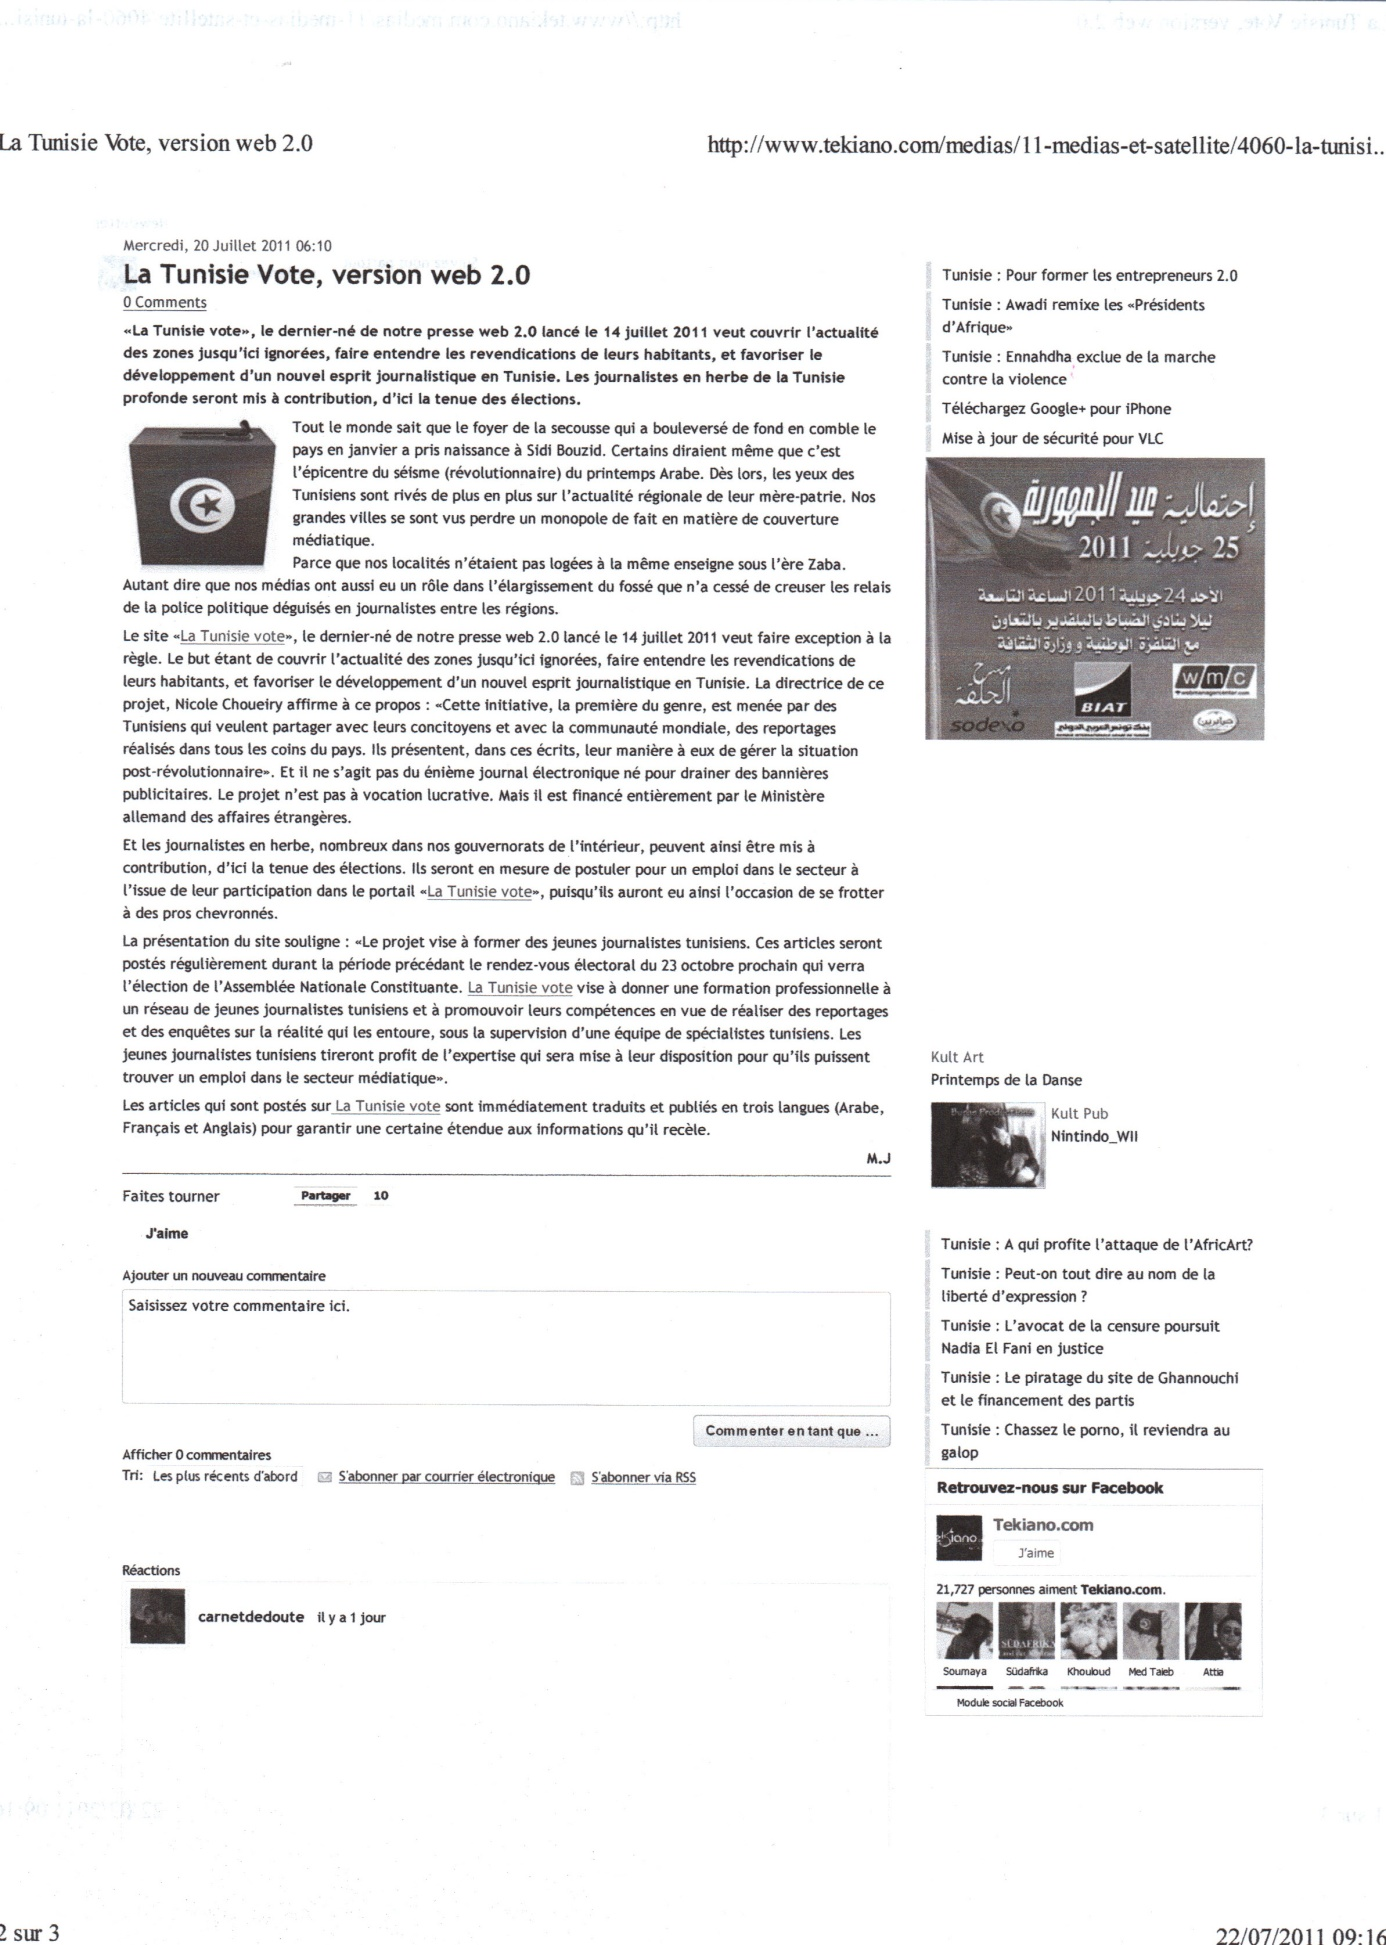 La Tunisie Vote, version web 2.0
http://www.tekiano.com/medias/11-medias-et-satellite/4060-la-tunisi...
Mercredi, 20 Juillet 2011 06:10
La Tunisie Vote, version web 2.0
0 Comments
«La Tunisie vote», le dernier-né de notre presse web 2.0 lancé le 14 juillet 2011 veut couvrir l'actualité
des zones jusqu'ici ignorées, faire entendre les revendications de leurs habitants, et favoriser le
développement d'un nouvel esprit journalistique en Tunisie. Les journalistes en herbe de la Tunisie
profonde seront mis à contribution, d'ici la tenue des élections.
Tout le monde sait que le foyer de la secousse qui a bouleversé de fond en comble le
pays en janvier a pris naissance à Sidi Bouzid. Certains diraient même que c'est
l'épicentre du séisme (révolutionnaire) du printemps Arabe. Dès lors, les yeux des
Tunisiens sont rivés de plus en plus sur l'actualité régionale de leur mère-patrie. Nos
grandes villes se sont vus perdre un monopole de fait en matière de couverture
médiatique.
Parce que nos localités n'étaient pas logées à la même enseigne sous l'ère Zaba.
Autant dire que nos médias ont aussi eu un rôle dans l'élargissement du fossé que n'a cessé de creuser les relais
de la police politique déguisés en journalistes entre les régions.
Le site «La Tunisie vote», le dernier-né de notre presse web 2.0 lancé le 14 juillet 2011 veut faire exception à la
règle. Le but étant de couvrir l'actualité des zones jusqu'ici ignorées, faire entendre les revendications de
leurs habitants, et favoriser le développement d'un nouvel esprit journalistique en Tunisie. La directrice de ce
projet, Nicole Choueiry affirme à ce propos : «Cette initiative, la première du genre, est menée par des
Tunisiens qui veulent partager avec leurs concitoyens et avec la communauté mondiale, des reportages
réalisés dans tous les coins du pays. Ils présentent, dans ces écrits, leur manière à eux de gérer la situation
post-révolutionnaire». Et il ne s'agit pas du énième journal électronique né pour drainer des bannières
publicitaires. Le projet n'est pas à vocation lucrative. Mais il est financé entièrement par le Ministère
allemand des affaires étrangères.
Et les journalistes en herbe, nombreux dans nos gouvernorats de l'intérieur, peuvent ainsi être mis à
contribution, d'ici la tenue des élections. Ils seront en mesure de postuler pour un emploi dans le secteur à
l'issue de leur participation dans le portail «La Tunisie vote», puisqu'ils auront eu ainsi l'occasion de se frotter
à des pros chevronnés.
La présentation du site souligne : «Le projet vise à former des jeunes journalistes tunisiens. Ces articles seront
postés régulièrement durant la période précédant le rendez-vous électoral du 23 octobre prochain qui verra
l'élection de l'Assemblée Nationale Constituante. La Tunisie vote vise à donner une formation professionnelle à
un réseau de jeunes journalistes tunisiens et à promouvoir leurs compétences en vue de réaliser des reportages
et des enquêtes sur la réalité qui les entoure, sous la supervision d'une équipe de spécialistes tunisiens. Les
jeunes journalistes tunisiens tireront profit de l'expertise qui sera mise à leur disposition pour qu'ils puissent
trouver un emploi dans le secteur médiatique».
Les articles qui sont postés sur La Tunisie vote sont immédiatement traduits et publiés en trois langues (Arabe,
Français et Anglais) pour garantir une certaine étendue aux informations qu'il recèle.
M.J
Faites tourner Partager 10
J'aime
Ajouter un nouveau commentaire
Saisissez votre commentaire ici.
Commenter en tant que ...
Afficher 0 commentaires
Tri: Les plus récents d'abord S'abonner par courrier électronique S'abonner via RSS
Réactions
carnetdedoute il y a 1 jour
Tunisie : Pour former les entrepreneurs 2.0
Tunisie : Awadi remixe les «Présidents
d'Afrique»
Tunisie : Ennahdha exclue de la marche
contre la violence
Téléchargez Google+ pour iPhone
Mise à jour de sécurité pour VLC
إحتفالية عيد الجمهورية
25 جويلية 2011
الأحد 24 جويلية 2011 الساعة التاسعة
ليلا بنادي الضباط بالبلفدير بالتعاون
مع التلفزة الوطنية و وزارة الثقافة
مسرح الحلقة
sodexo
BIAT
بنك تونس العربي الدولي
w/m/c
Kult Art
Printemps de la Danse
Kult Pub
Nintindo_WII
Tunisie : A qui profite l'attaque de l'AfricArt?
Tunisie : Peut-on tout dire au nom de la
liberté d'expression ?
Tunisie : L'avocat de la censure poursuit
Nadia El Fani en justice
Tunisie : Le piratage du site de Ghannouchi
et le financement des partis
Tunisie : Chassez le porno, il reviendra au
galop
Retrouvez-nous sur Facebook
Tekiano.com
J'aime
21,727 personnes aiment Tekiano.com.
SÜDAFRIKA
Soumaya Südafrika Khouloud Med Taieb Attia
Module social Facebook
2 sur 3
22/07/2011 09:16